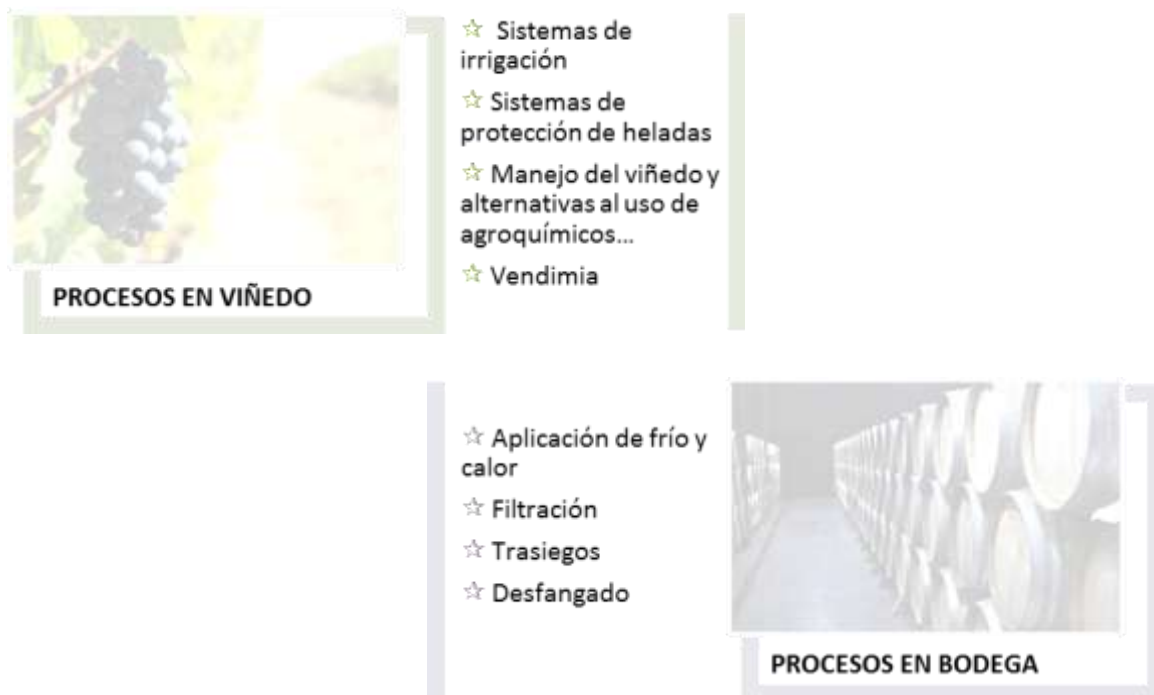 ☆ Sistemas de
irrigación
☆ Sistemas de
protección de heladas
☆ Manejo del viñedo y
alternativas al uso de
agroquímicos...
☆ Vendimia
PROCESOS EN VIÑEDO
☆ Aplicación de frío y
calor
☆ Filtración
☆ Trasiegos
☆ Desfangado
PROCESOS EN BODEGA